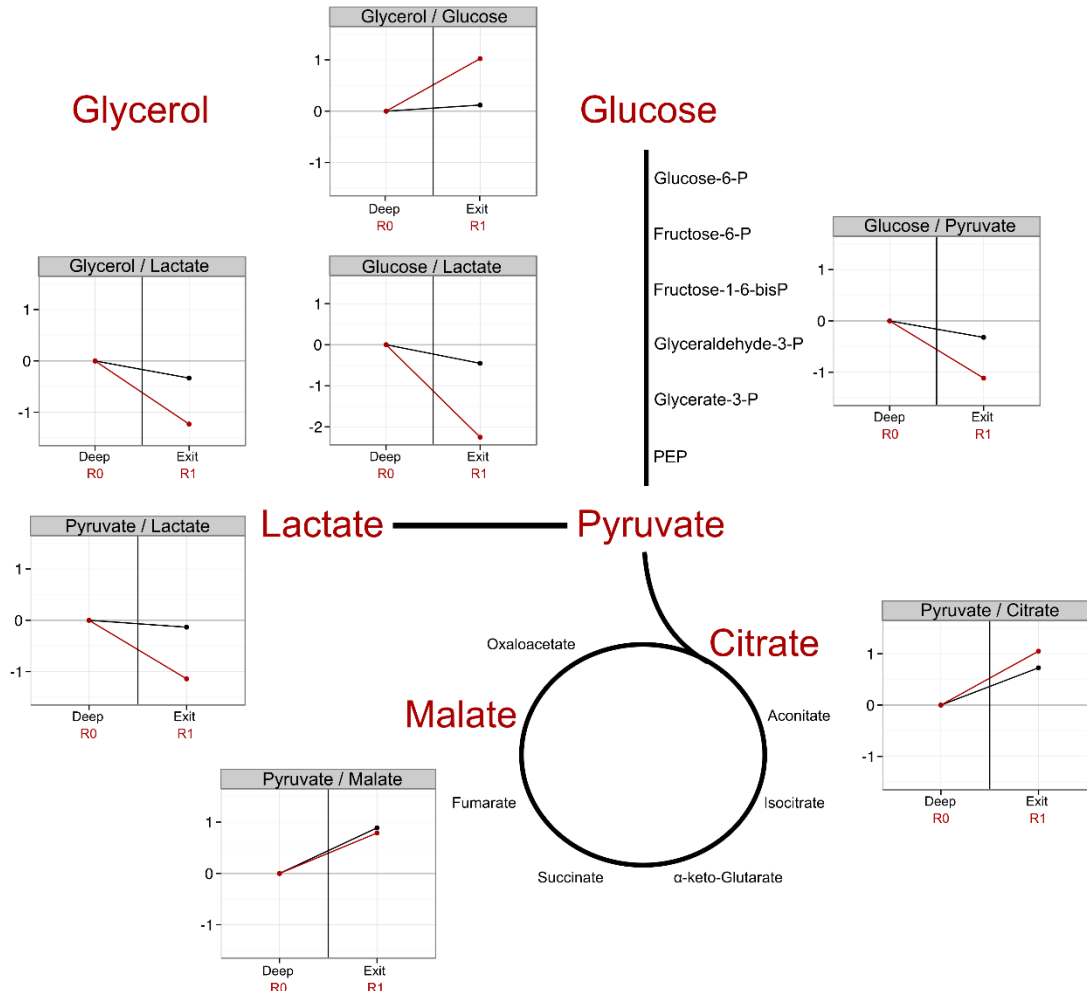 Glycerol / Glucose
1
0
-1
Deep Exit
R0 R1
Glycerol
Glucose
Glucose-6-P
Fructose-6-P
Fructose-1-6-bisP
Glyceraldehyde-3-P
Glycerate-3-P
PEP
Glucose / Pyruvate
1
0
-1
Deep Exit
R0 R1
Glycerol / Lactate
1
0
-1
Deep Exit
R0 R1
Glucose / Lactate
1
0
-1
-2
Deep Exit
R0 R1
Lactate
Pyruvate
Pyruvate / Lactate
1
0
-1
Deep Exit
R0 R1
Pyruvate / Citrate
1
0
-1
Deep Exit
R0 R1
Oxaloacetate
Citrate
Malate
Aconitate
Fumarate
Isocitrate
Succinate
α-keto-Glutarate
Pyruvate / Malate
1
0
-1
Deep Exit
R0 R1